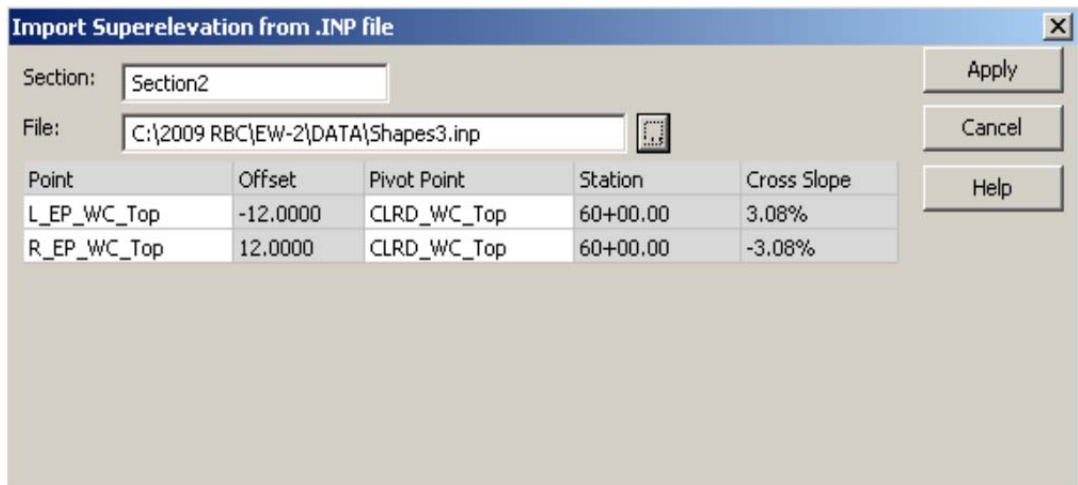 Import Superelevation from .INP file
Section: Section2 Apply
File: C:\2009 RBC\EW-2\DATA\Shapes3.inp ... Cancel
Point Offset Pivot Point Station Cross Slope Help
L_EP_WC_Top -12.0000 CLRD_WC_Top 60+00.00 3.08%
R_EP_WC_Top 12.0000 CLRD_WC_Top 60+00.00 -3.08%